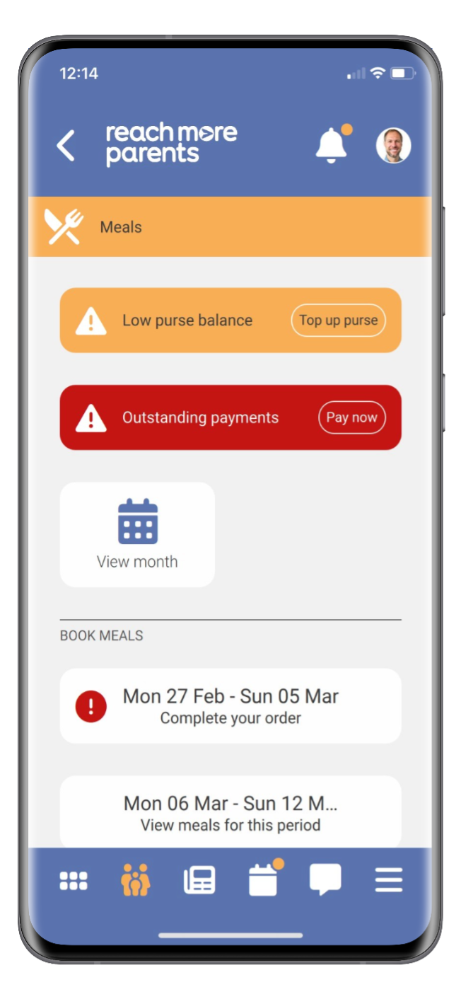 12:14
reach more
parents
Meals
Low purse balance
Top up purse
Outstanding payments
Pay now
View month
BOOK MEALS
Mon 27 Feb - Sun 05 Mar
Complete your order
Mon 06 Mar - Sun 12 M...
View meals for this period